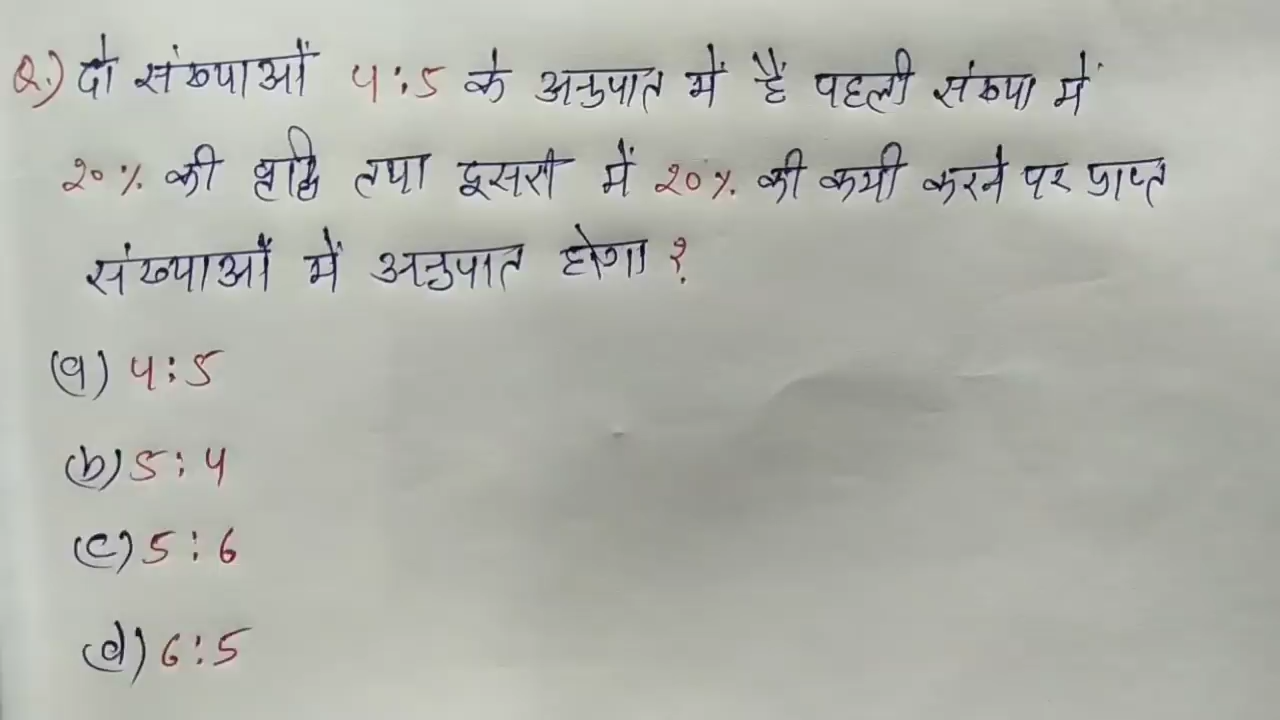 Q.) दो संख्याओं 4:5 के अनुपात में हैं पहली संख्या में
20% की वृद्धि तथा दूसरी में 20% की कमी करने पर प्राप्त
संख्याओं में अनुपात होगा ?
(a) 4:5
(b) 5:4
(c) 5:6
(d) 6:5